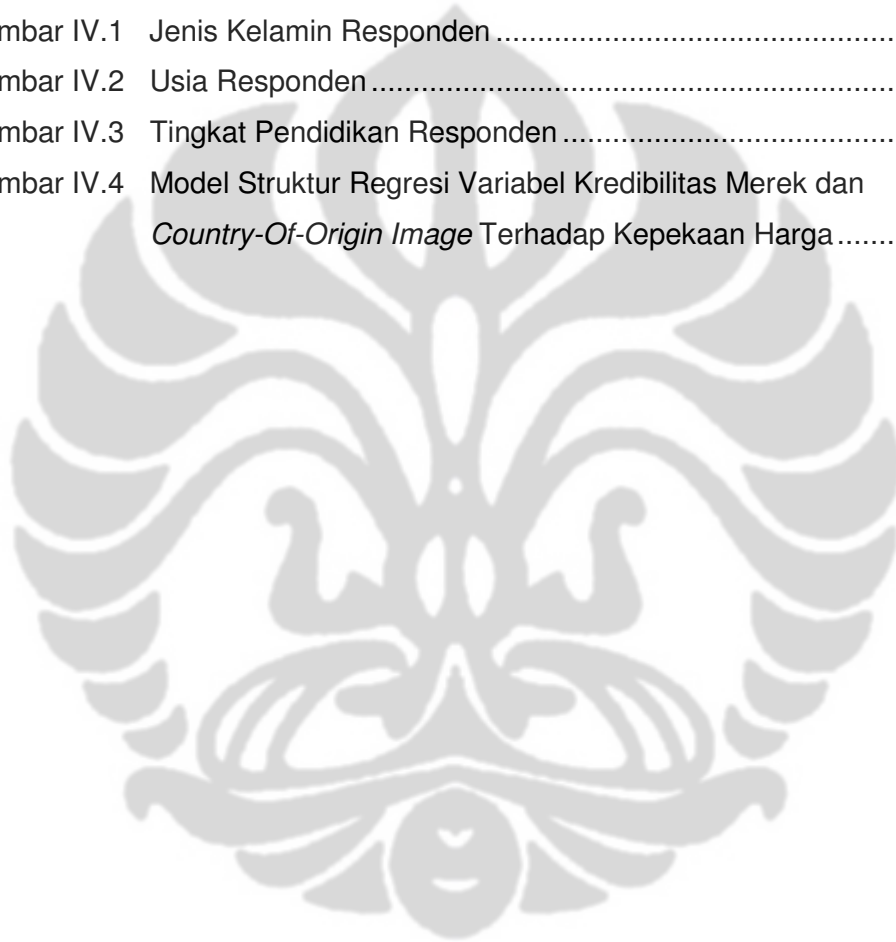 mbar IV.1 Jenis Kelamin Responden ..........................................................
mbar IV.2 Usia Responden ..........................................................................
mbar IV.3 Tingkat Pendidikan Responden .................................................
mbar IV.4 Model Struktur Regresi Variabel Kredibilitas Merek dan
Country-Of-Origin Image Terhadap Kepekaan Harga .......